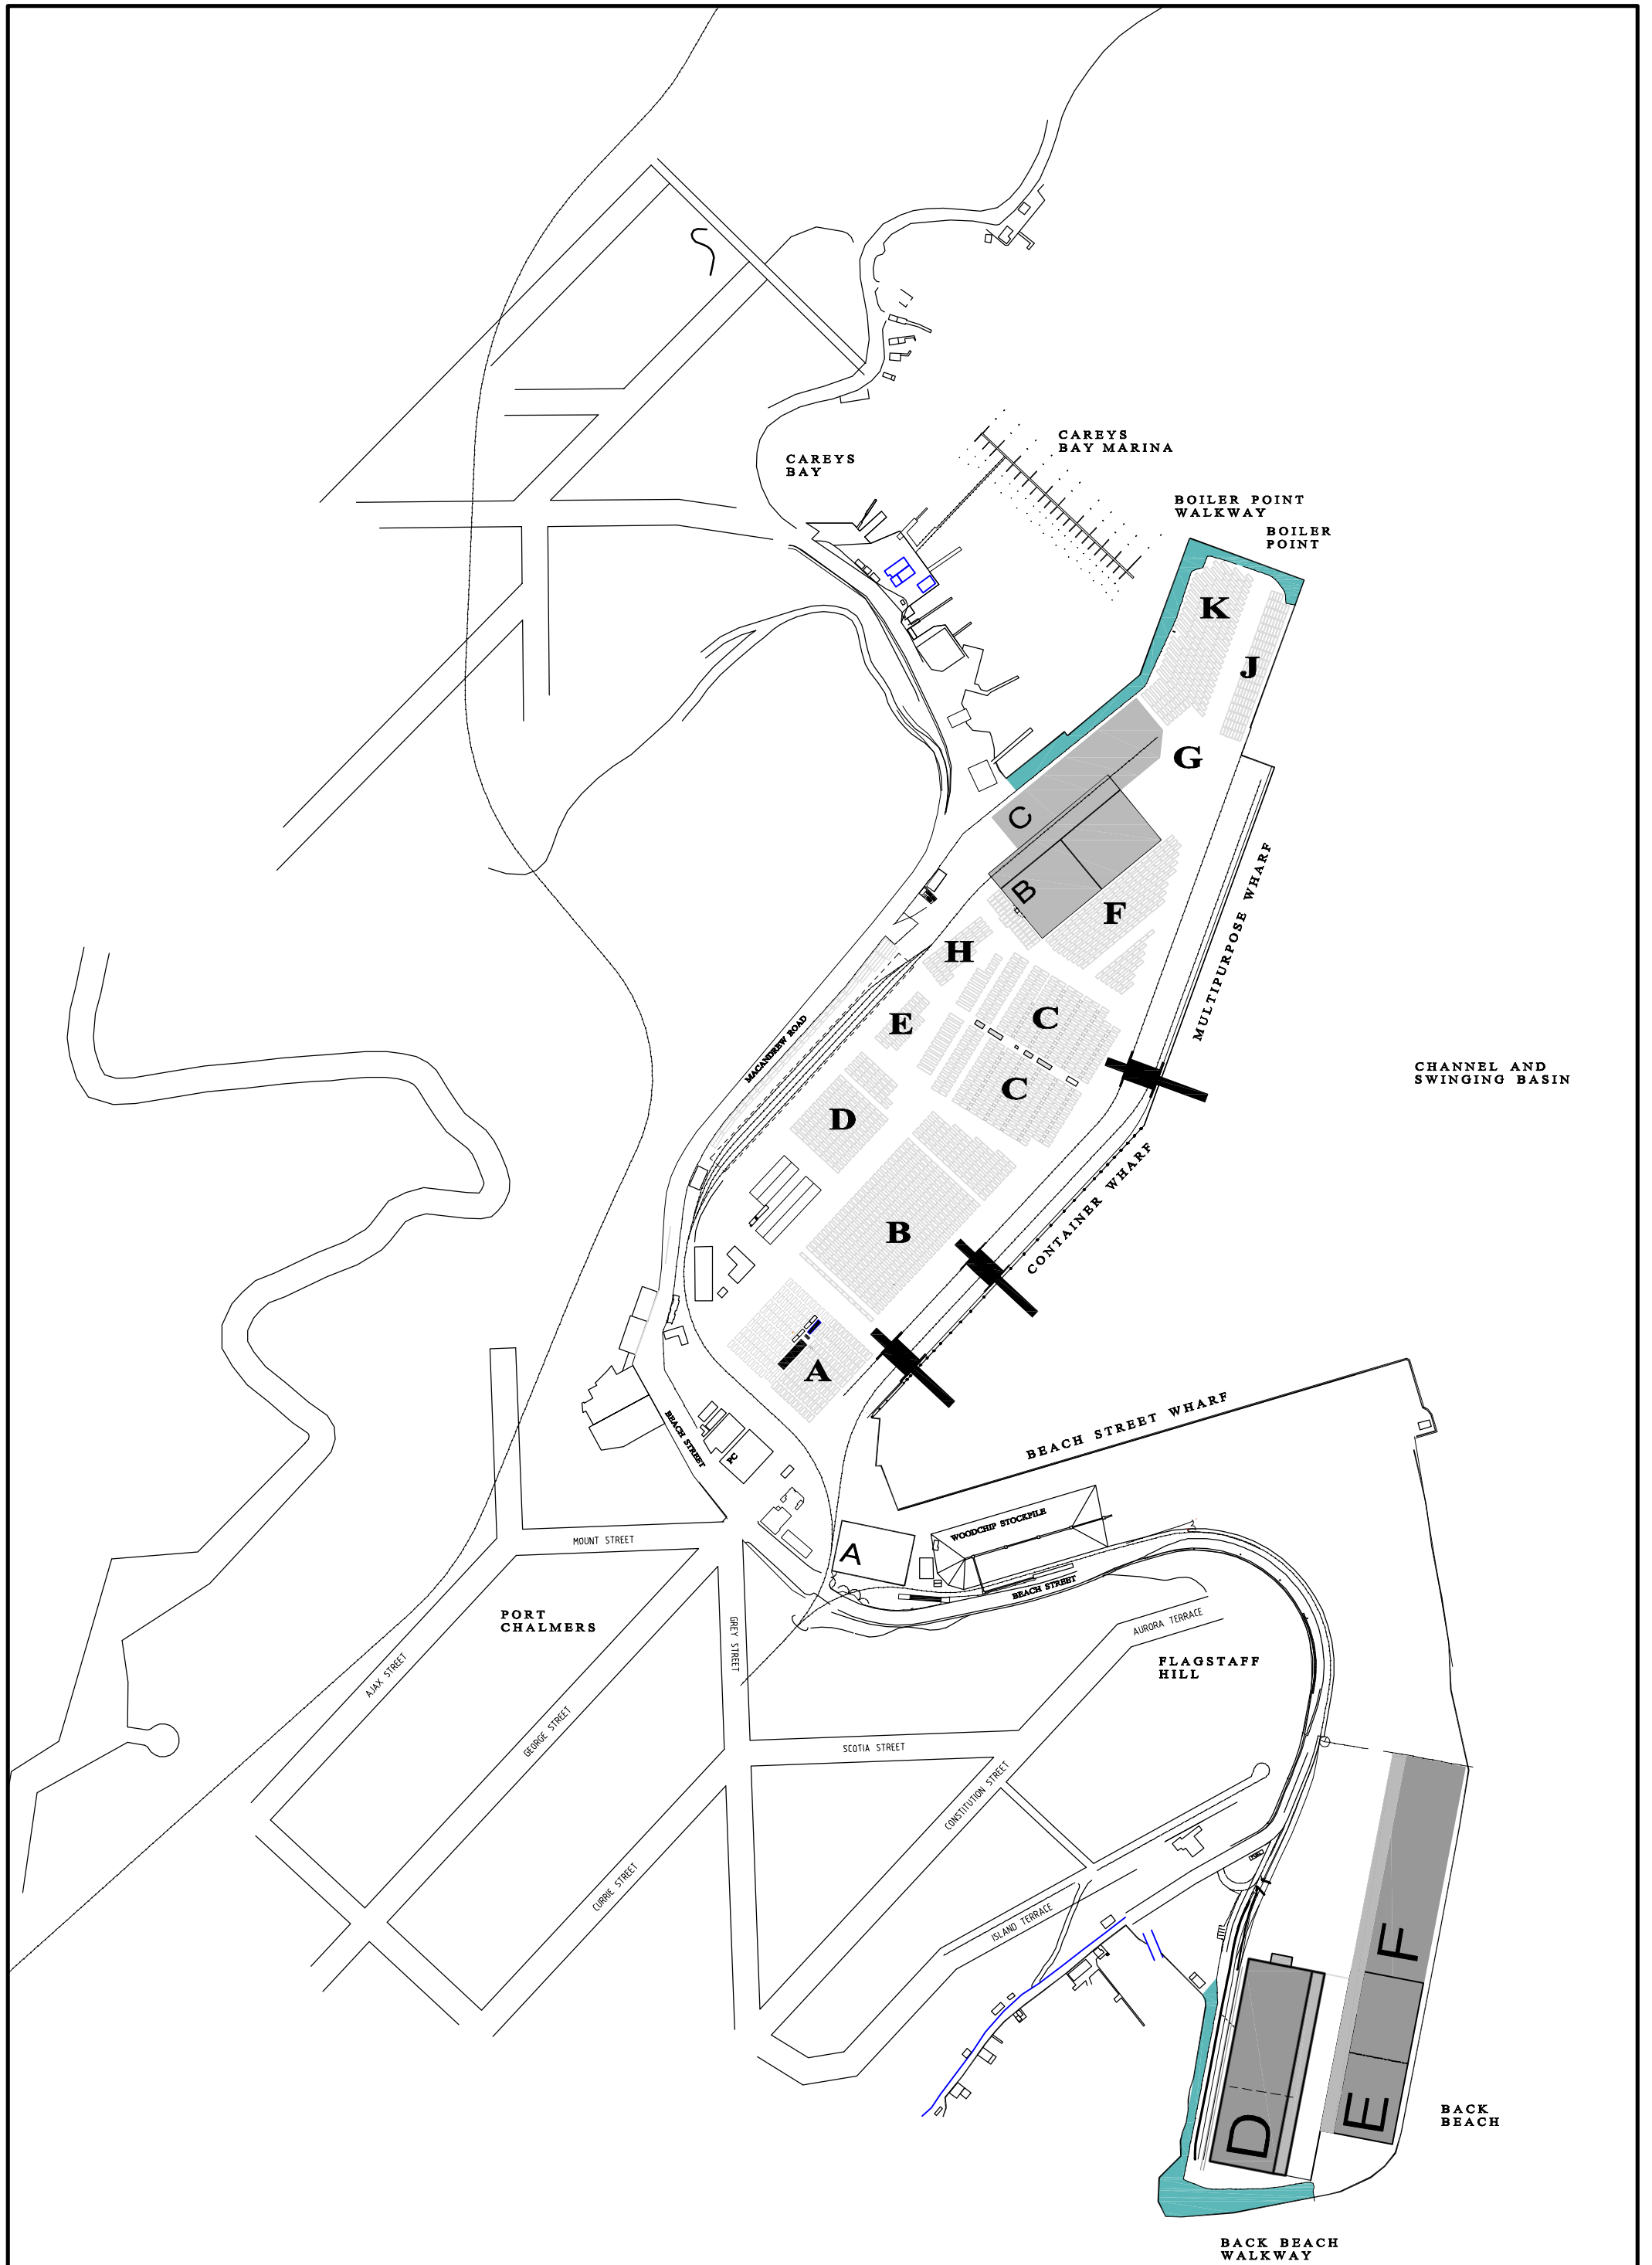 CAREYS
BAY MARINA
CAREYS
BAY
BOILER POINT
WALKWAY
BOILER
POINT
K
J
G
C
B
F
H
MULTIPURPOSE WHARF
E
C
MACANDREW ROAD
C
CHANNEL AND
SWINGING BASIN
D
CONTAINER WHARF
B
A
BEACH STREET WHARF
BEACH STREET
WOODCHIP STOCKPILE
MOUNT STREET
A
BEACH STREET
PORT
CHALMERS
GREY STREET
AURORA TERRACE
AJAX STREET
FLAGSTAFF
HILL
GEORGE STREET
SCOTIA STREET
CONSTITUTION STREET
CURRIE STREET
ISLAND TERRACE
F
E
D
BACK
BEACH
BACK BEACH
WALKWAY